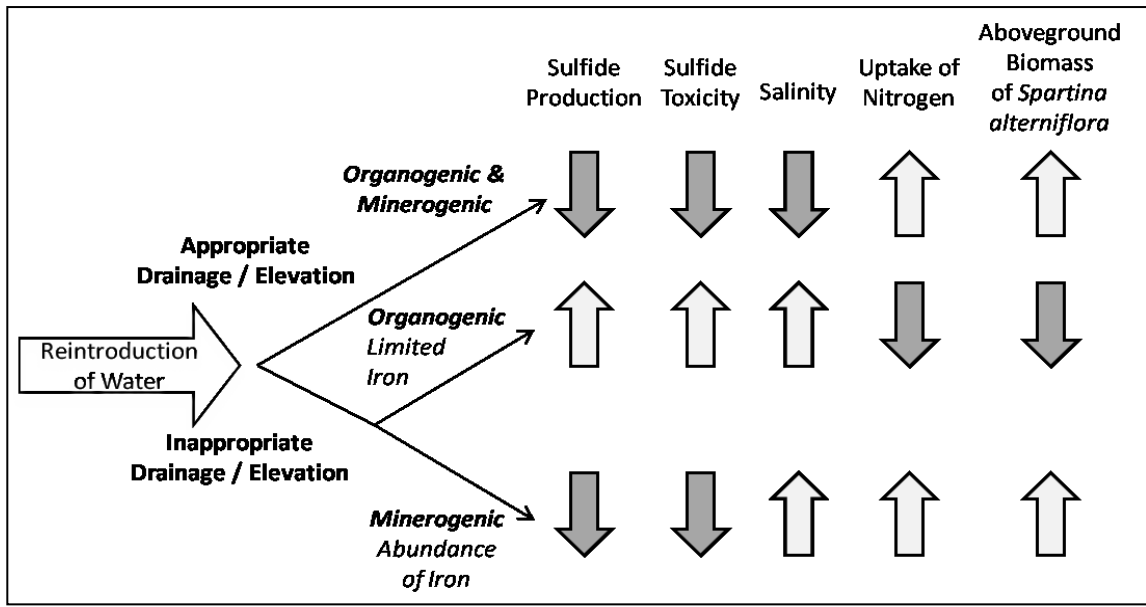 Sulfide
Production
Sulfide
Toxicity
Salinity
Uptake of
Nitrogen
Aboveground
Biomass
of Spartina
alterniflora
Organogenic &
Minerogenic
Appropriate
Drainage / Elevation
Organogenic
Limited
Iron
Reintroduction
of Water
Inappropriate
Drainage / Elevation
Minerogenic
Abundance
of Iron